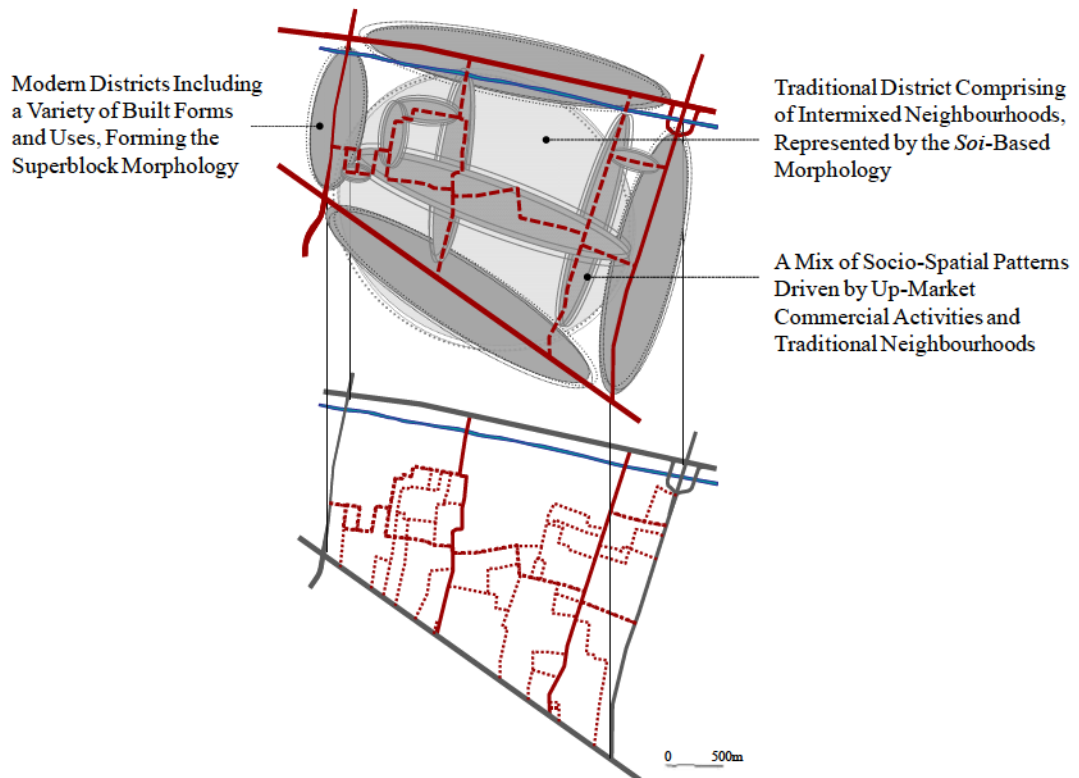 Modern Districts Including
a Variety of Built Forms
and Uses, Forming the
Superblock Morphology
Traditional District Comprising
of Intermixed Neighbourhoods,
Represented by the Soi-Based
Morphology
A Mix of Socio-Spatial Patterns
Driven by Up-Market
Commercial Activities and
Traditional Neighbourhoods
0 500m